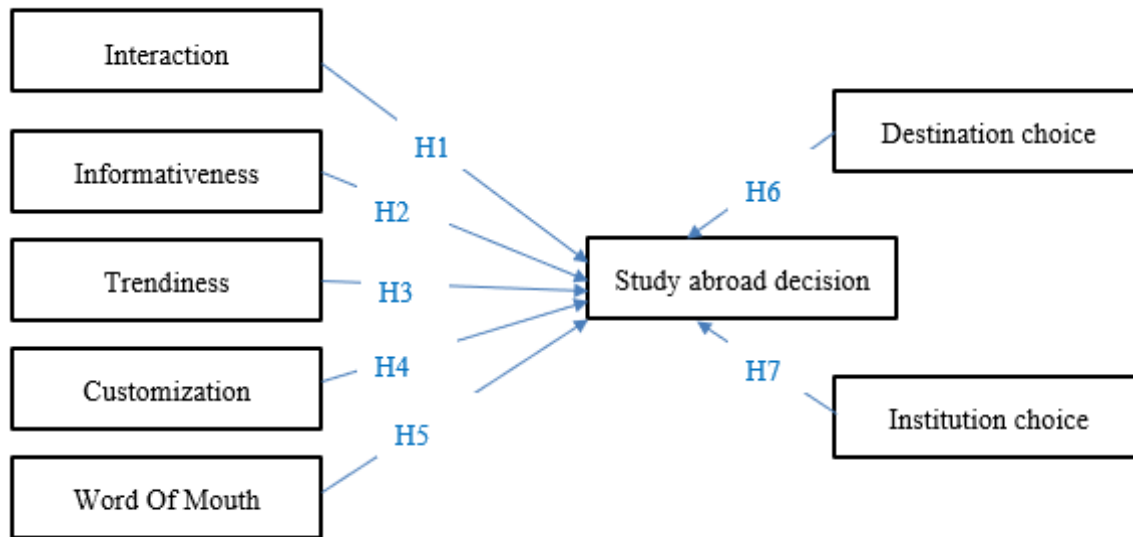 Interaction
Informativeness
Trendiness
Customization
Word Of Mouth
H1
H2
H3
H4
H5
Study abroad decision
H6
H7
Destination choice
Institution choice